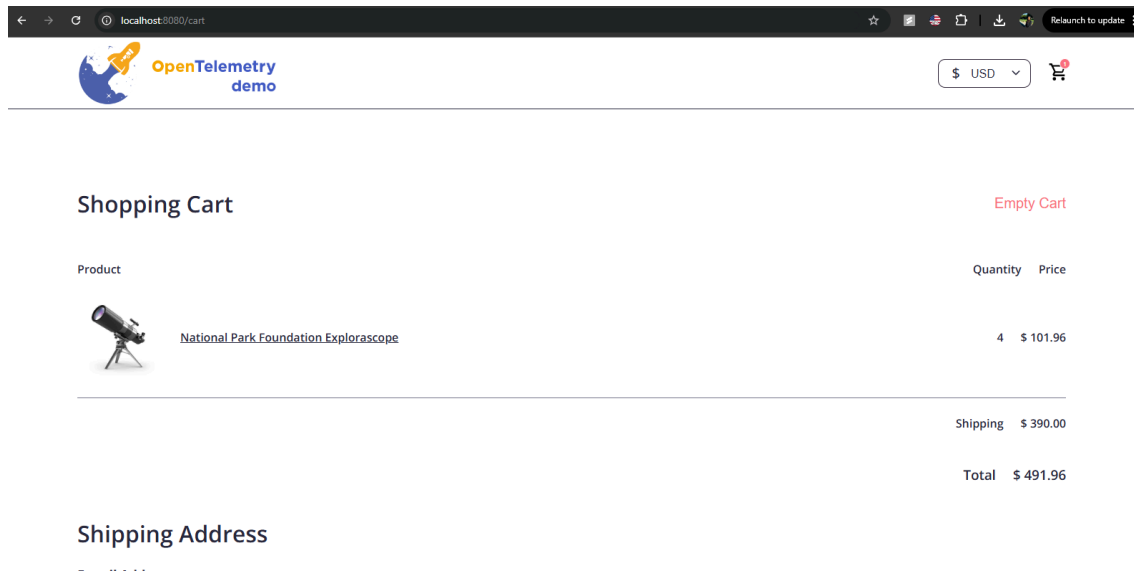 localhost:8080/cart
Relaunch to update
OpenTelemetry
demo
$ USD
1
Shopping Cart
Empty Cart
Product Quantity Price
National Park Foundation Explorascope 4 $ 101.96
Shipping $ 390.00
Total $ 491.96
Shipping Address